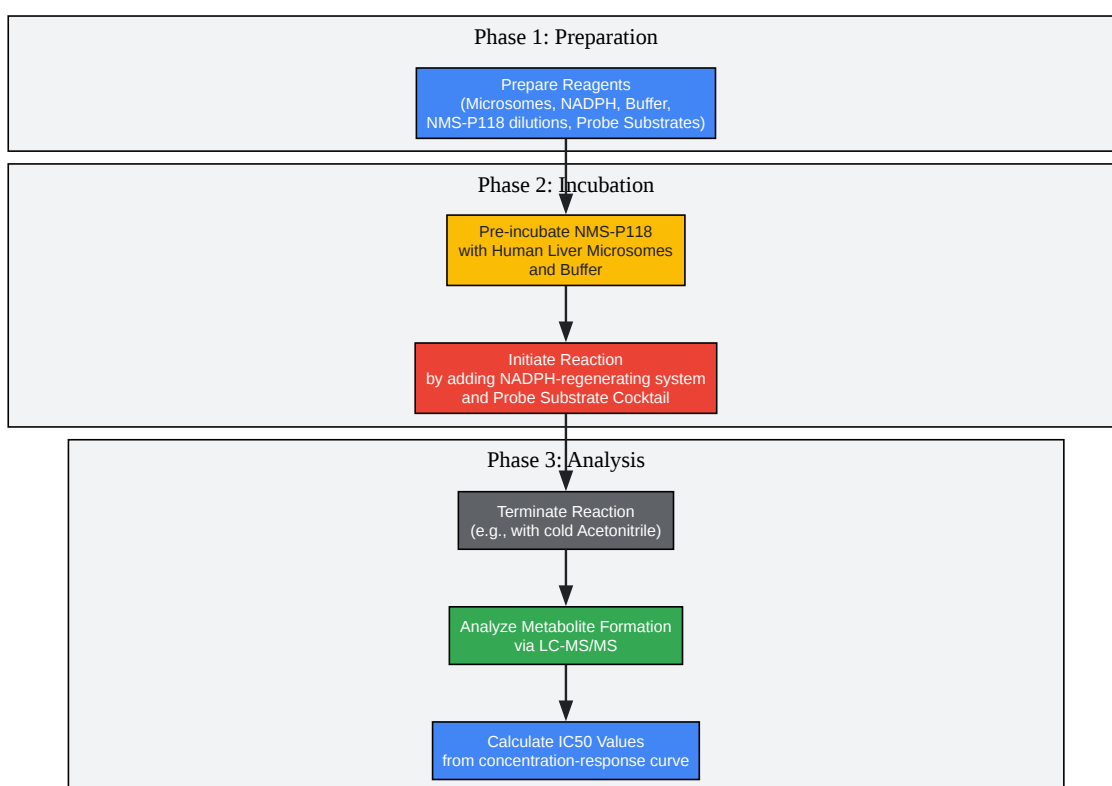 Phase 1: Preparation
Prepare Reagents
(Microsomes, NADPH, Buffer,
NMS-P118 dilutions, Probe Substrates)
Phase 2: Incubation
Pre-incubate NMS-P118
with Human Liver Microsomes
and Buffer
Initiate Reaction
by adding NADPH-regenerating system
and Probe Substrate Cocktail
Phase 3: Analysis
Terminate Reaction
(e.g., with cold Acetonitrile)
Analyze Metabolite Formation
via LC-MS/MS
Calculate IC50 Values
from concentration-response curve